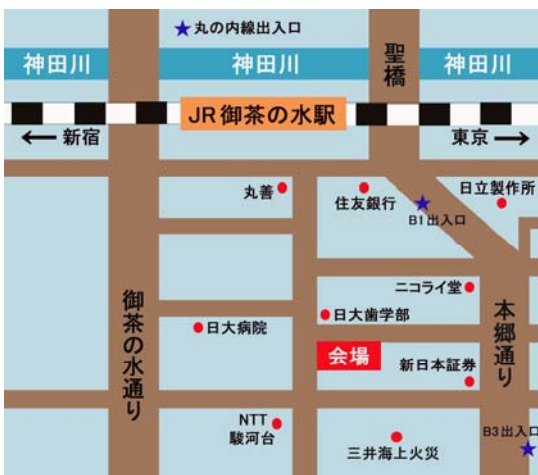 丸の内線出入口
神田川
神田川
聖橋
神田川
JR御茶の水駅
←新宿
東京→
丸善
住友銀行
B1出入口
日立製作所
御茶の水通り
本郷通り
ニコライ堂
日大歯学部
日大病院
会場
新日本証券
NTT
駿河台
三井海上火災
B3出入口